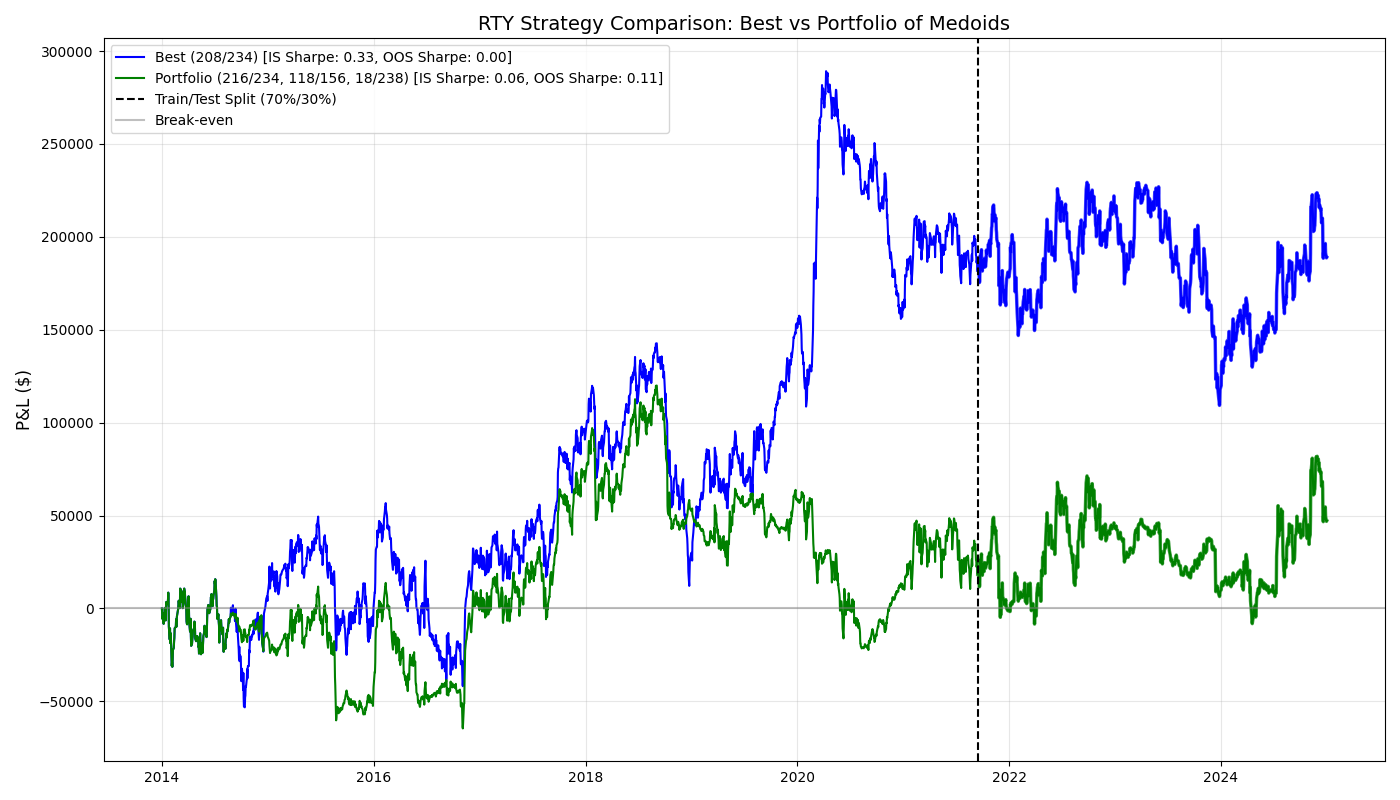 RTY Strategy Comparison: Best vs Portfolio of Medoids
Best (208/234) [IS Sharpe: 0.33, OOS Sharpe: 0.00]
Portfolio (216/234, 118/156, 18/238) [IS Sharpe: 0.06, OOS Sharpe: 0.11]
Train/Test Split (70%/30%)
Break-even
P&L ($)
300000
250000
200000
150000
100000
50000
0
−50000
2014
2016
2018
2020
2022
2024